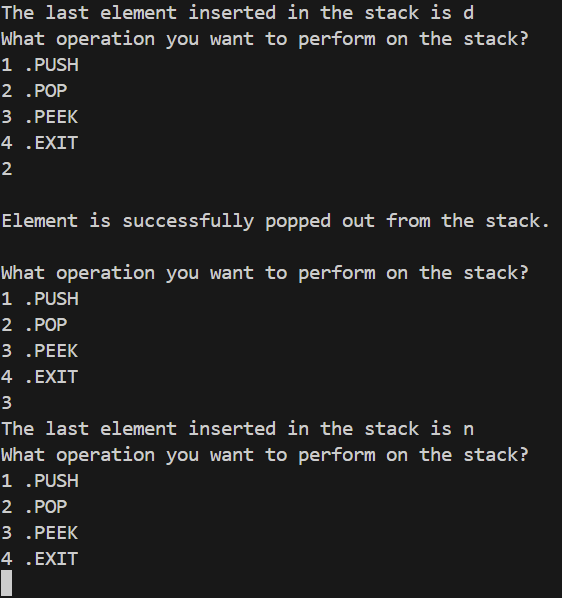 The last element inserted in the stack is d
What operation you want to perform on the stack?
1 .PUSH
2 .POP
3 .PEEK
4 .EXIT
2
Element is successfully popped out from the stack.
What operation you want to perform on the stack?
1 .PUSH
2 .POP
3 .PEEK
4 .EXIT
3
The last element inserted in the stack is n
What operation you want to perform on the stack?
1 .PUSH
2 .POP
3 .PEEK
4 .EXIT